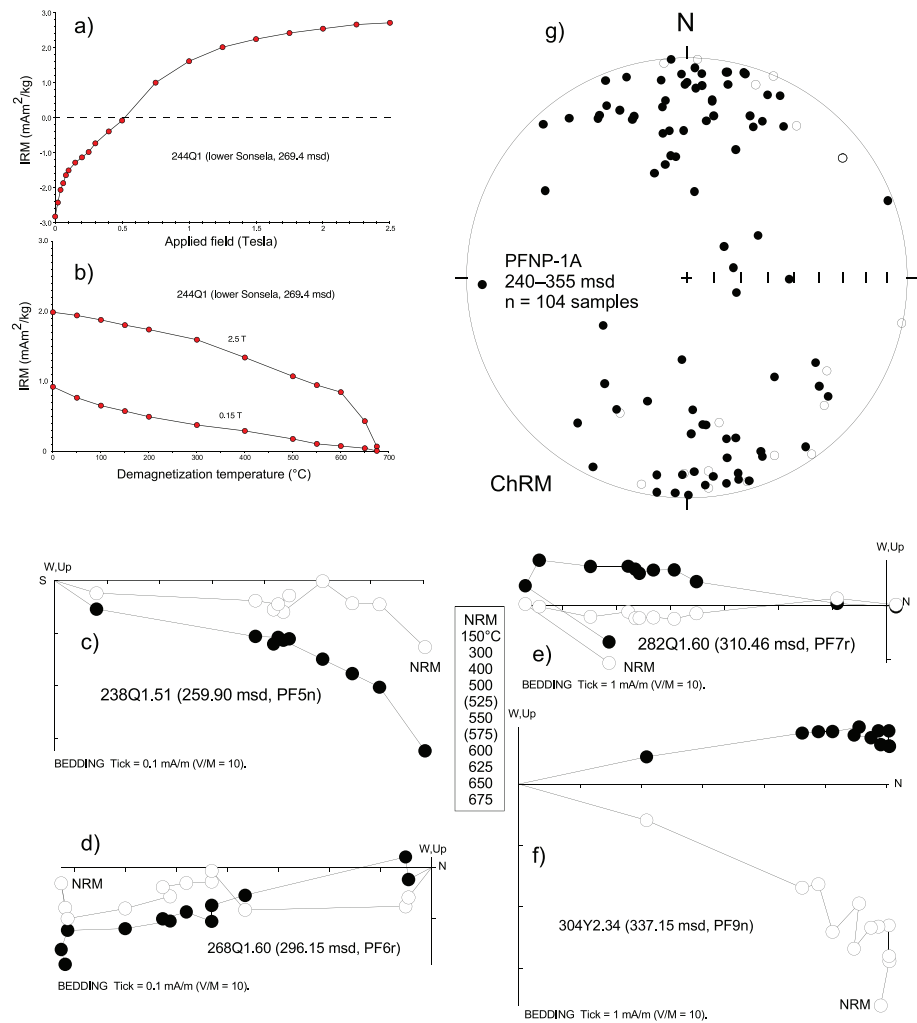 a)
3.0
2.0
1.0
0.0
-1.0
-2.0
-3.0
IRM (mAm²/kg)
244Q1 (lower Sonsela, 269.4 msd)
0
0.5
1
1.5
2
2.5
Applied field (Tesla)
b)
3.0
2.0
1.0
0
IRM (mAm²/kg)
244Q1 (lower Sonsela, 269.4 msd)
2.5 T
0.15 T
0
100
200
300
400
500
600
700
Demagnetization temperature (°C)
g)
N
PFNP-1A
240–355 msd
n = 104 samples
ChRM
W,Up
S
c)
NRM
238Q1.51 (259.90 msd, PF5n)
BEDDING Tick = 0.1 mA/m (V/M = 10).
d)
W,Up
N
NRM
268Q1.60 (296.15 msd, PF6r)
BEDDING Tick = 0.1 mA/m (V/M = 10).
NRM
150°C
300
400
500
(525)
550
(575)
600
625
650
675
W,Up
N
e)
NRM
282Q1.60 (310.46 msd, PF7r)
BEDDING Tick = 1 mA/m (V/M = 10).
W,Up
N
f)
304Y2.34 (337.15 msd, PF9n)
NRM
BEDDING Tick = 1 mA/m (V/M = 10).